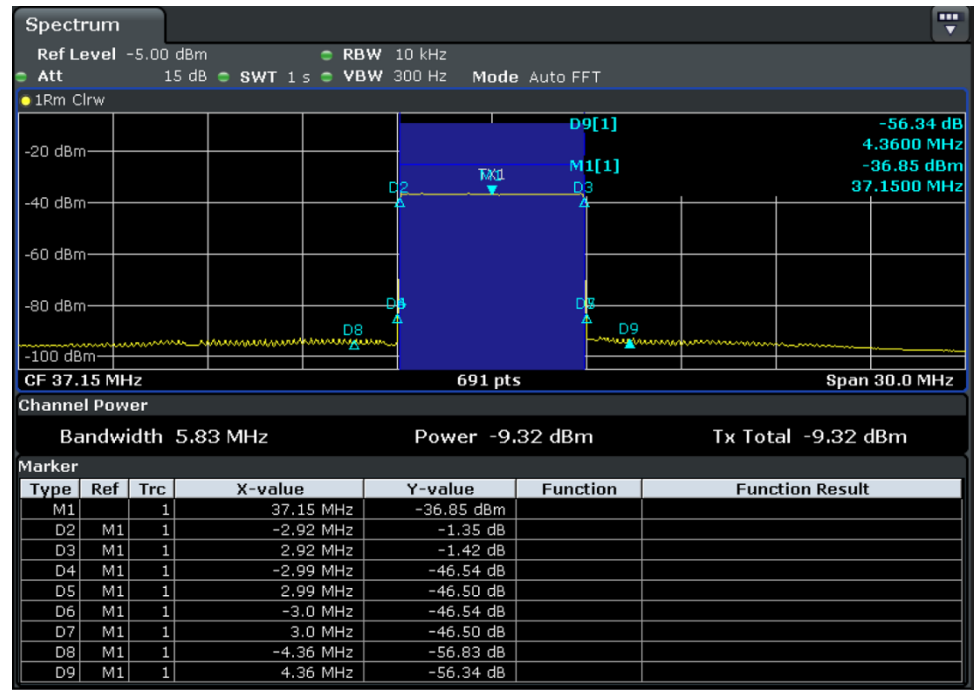 Spectrum
Ref Level -5.00 dBm RBW 10 kHz
Att 15 dB SWT 1 s VBW 300 Hz Mode Auto FFT
1Rm Clrw
D9[1] -56.34 dB
4.3600 MHz
-20 dBm
M1[1] -36.85 dBm
37.1500 MHz
D2 D3
-40 dBm
-60 dBm
-80 dBm
D8 D9
-100 dBm
CF 37.15 MHz 691 pts Span 30.0 MHz
Channel Power
Bandwidth 5.83 MHz Power -9.32 dBm Tx Total -9.32 dBm
Marker
Type Ref Trc X-value Y-value Function Function Result
M1 1 37.15 MHz -36.85 dBm
D2 M1 1 -2.92 MHz -1.35 dB
D3 M1 1 2.92 MHz -1.42 dB
D4 M1 1 -2.99 MHz -46.54 dB
D5 M1 1 2.99 MHz -46.50 dB
D6 M1 1 -3.0 MHz -46.54 dB
D7 M1 1 3.0 MHz -46.50 dB
D8 M1 1 -4.36 MHz -56.83 dB
D9 M1 1 4.36 MHz -56.34 dB